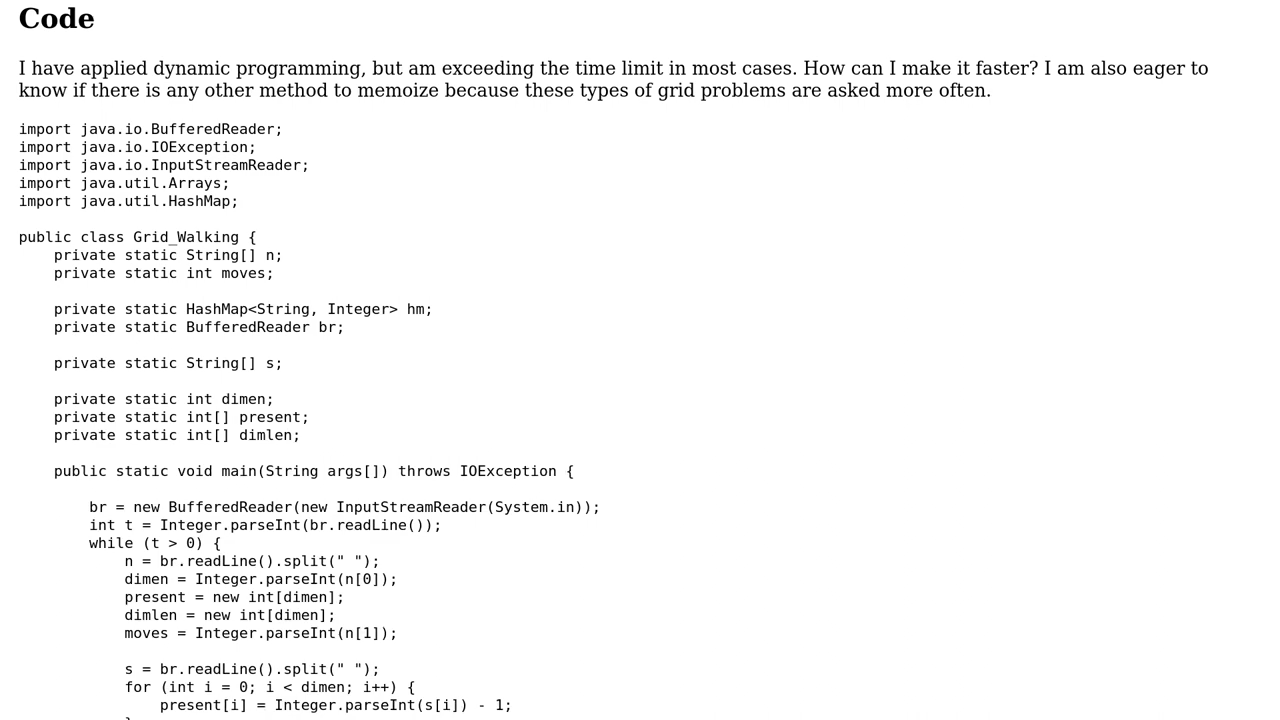 Code
I have applied dynamic programming, but am exceeding the time limit in most cases. How can I make it faster? I am also eager to
know if there is any other method to memoize because these types of grid problems are asked more often.
import java.io.BufferedReader;
import java.io.IOException;
import java.io.InputStreamReader;
import java.util.Arrays;
import java.util.HashMap;
public class Grid_Walking {
    private static String[] n;
    private static int moves;
    private static HashMap<String, Integer> hm;
    private static BufferedReader br;
    private static String[] s;
    private static int dimen;
    private static int[] present;
    private static int[] dimlen;
    public static void main(String args[]) throws IOException {
        br = new BufferedReader(new InputStreamReader(System.in));
        int t = Integer.parseInt(br.readLine());
        while (t > 0) {
            n = br.readLine().split(" ");
            dimen = Integer.parseInt(n[0]);
            present = new int[dimen];
            dimlen = new int[dimen];
            moves = Integer.parseInt(n[1]);
            s = br.readLine().split(" ");
            for (int i = 0; i < dimen; i++) {
                present[i] = Integer.parseInt(s[i]) - 1;
            }